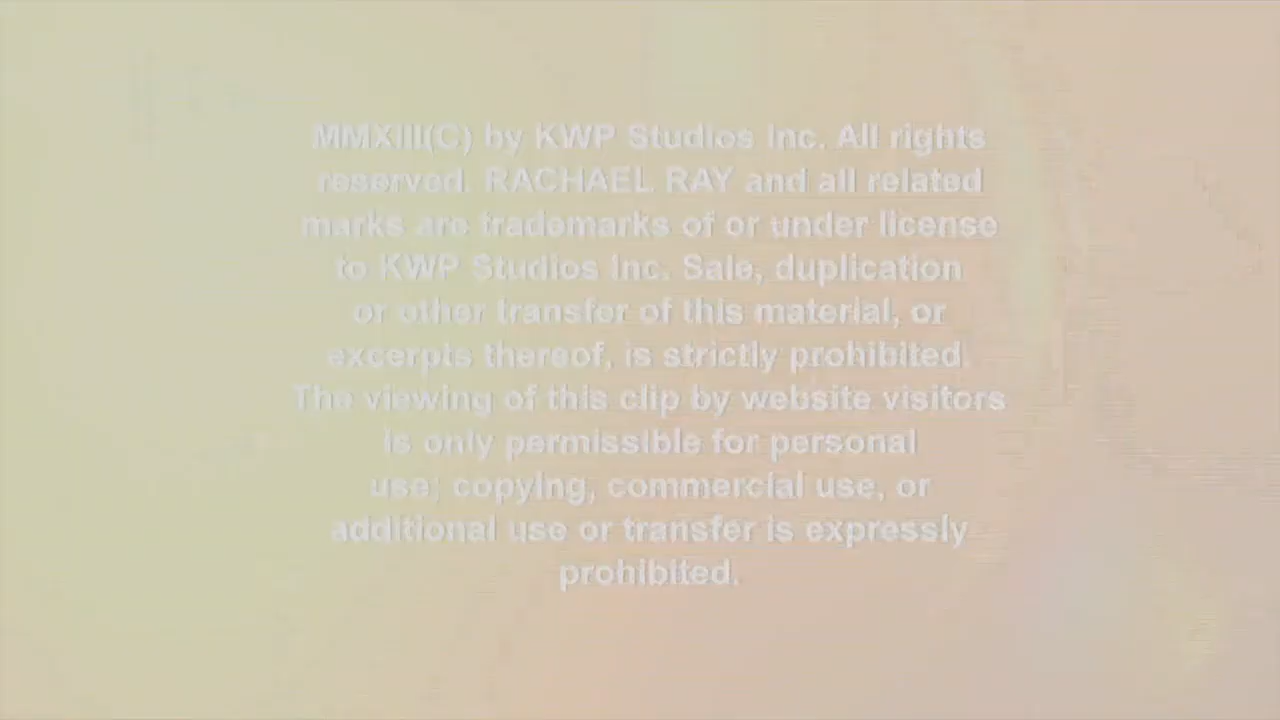 MMXIII(C) by KWP Studios Inc. All rights
reserved. RACHAEL RAY and all related
marks are trademarks of or under license
to KWP Studios Inc. Sale, duplication
or other transfer of this material, or
excerpts thereof, is strictly prohibited.
The viewing of this clip by website visitors
is only permissible for personal
use; copying, commercial use, or
additional use or transfer is expressly
prohibited.